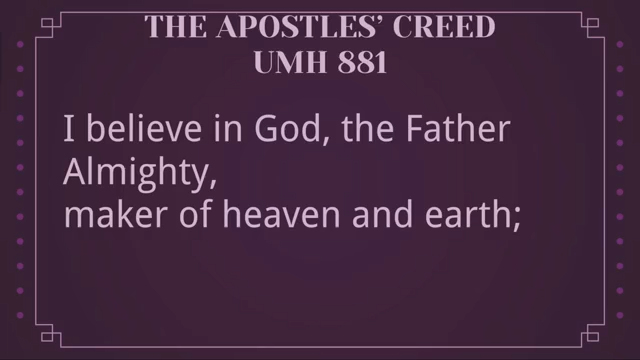 THE APOSTLES’ CREED
UMH 881
I believe in God, the Father
Almighty,
maker of heaven and earth;